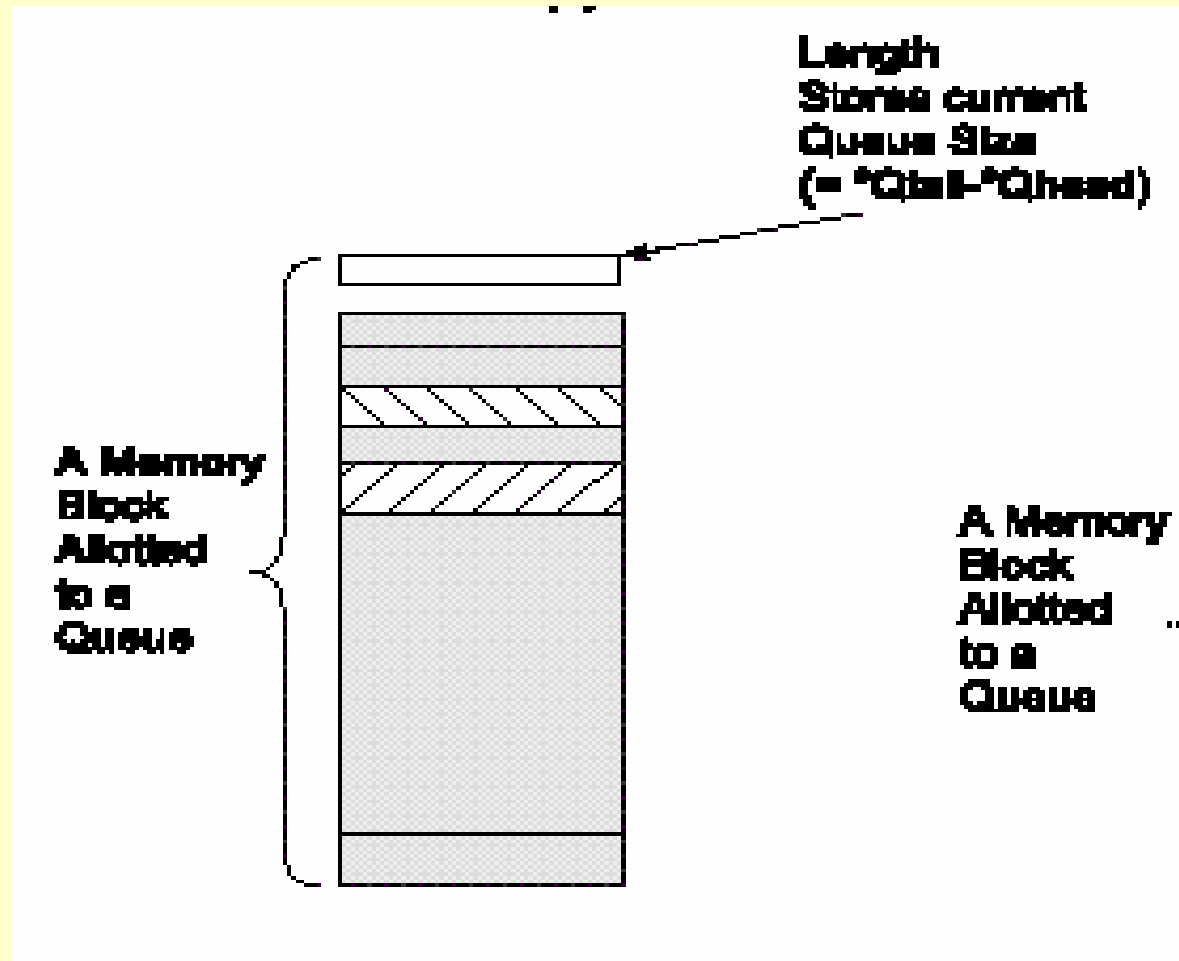 Length
Stores current
Queue Size
(= *Qtail-*Qhead)
A Memory
Block
Allotted
to a
Queue
A Memory
Block
Allotted
to a
Queue